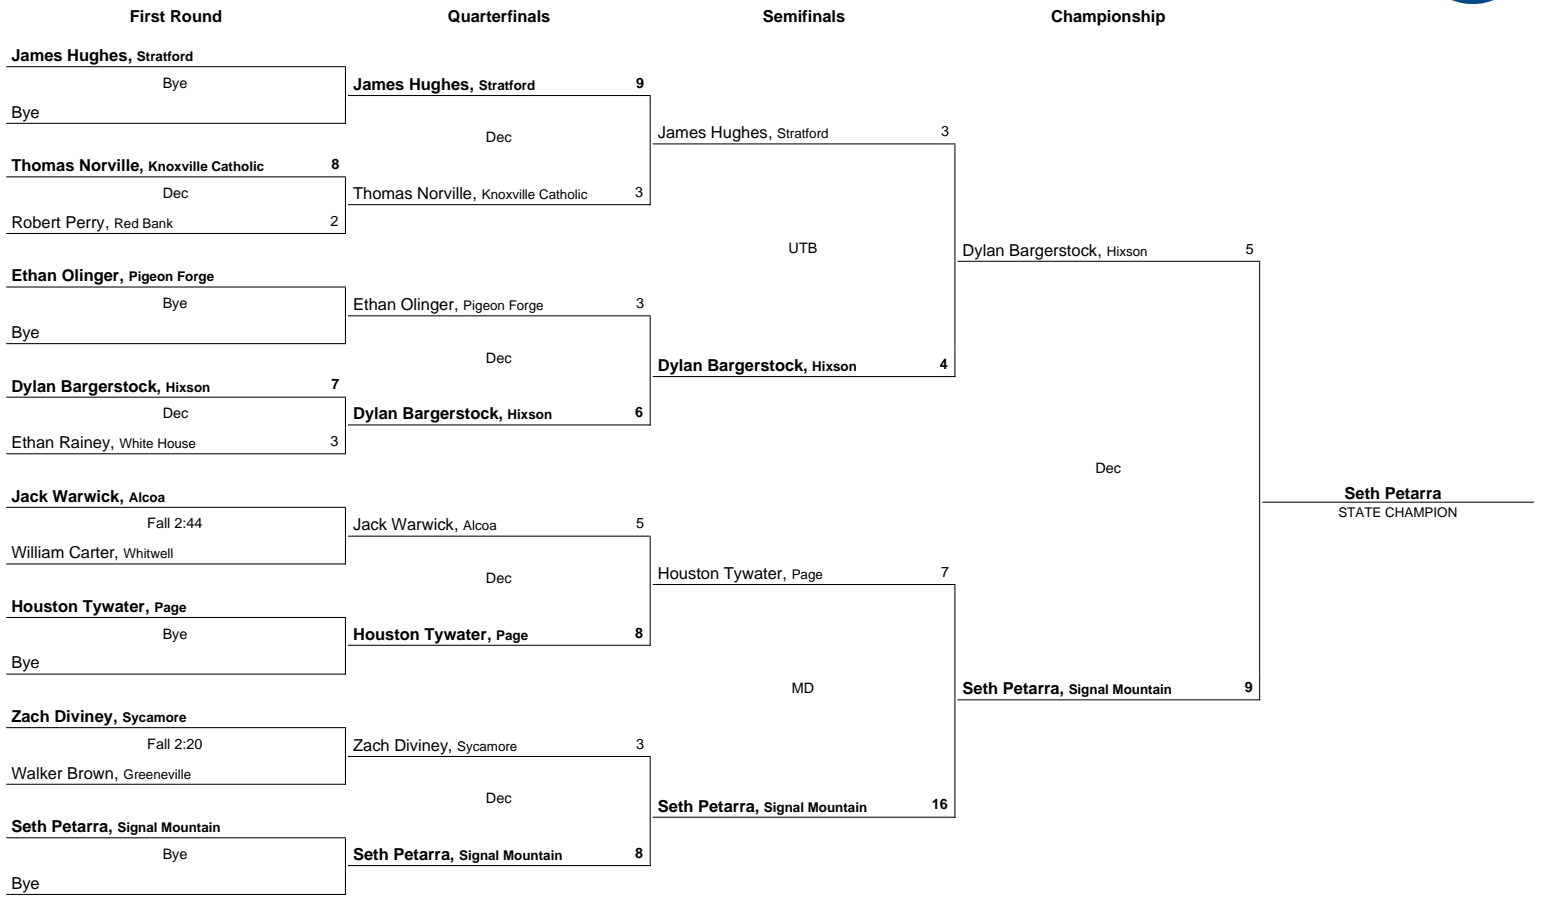 First Round
Quarterfinals
Semifinals
Championship
James Hughes, Stratford
Bye
Bye
Thomas Norville, Knoxville Catholic 8
Dec
Robert Perry, Red Bank 2
Ethan Olinger, Pigeon Forge
Bye
Bye
Dylan Bargerstock, Hixson 7
Dec
Ethan Rainey, White House 3
Jack Warwick, Alcoa
Fall 2:44
William Carter, Whitwell
Houston Tywater, Page
Bye
Bye
Zach Diviney, Sycamore
Fall 2:20
Walker Brown, Greeneville
Seth Petarra, Signal Mountain
Bye
Bye
James Hughes, Stratford 9
Dec
Thomas Norville, Knoxville Catholic 3
Ethan Olinger, Pigeon Forge 3
Dec
Dylan Bargerstock, Hixson 6
Jack Warwick, Alcoa 5
Dec
Houston Tywater, Page 8
Zach Diviney, Sycamore 3
Dec
Seth Petarra, Signal Mountain 8
James Hughes, Stratford 3
UTB
Dylan Bargerstock, Hixson 4
Houston Tywater, Page 7
MD
Seth Petarra, Signal Mountain 16
Dylan Bargerstock, Hixson 5
Dec
Seth Petarra, Signal Mountain 9
Seth Petarra
STATE CHAMPION